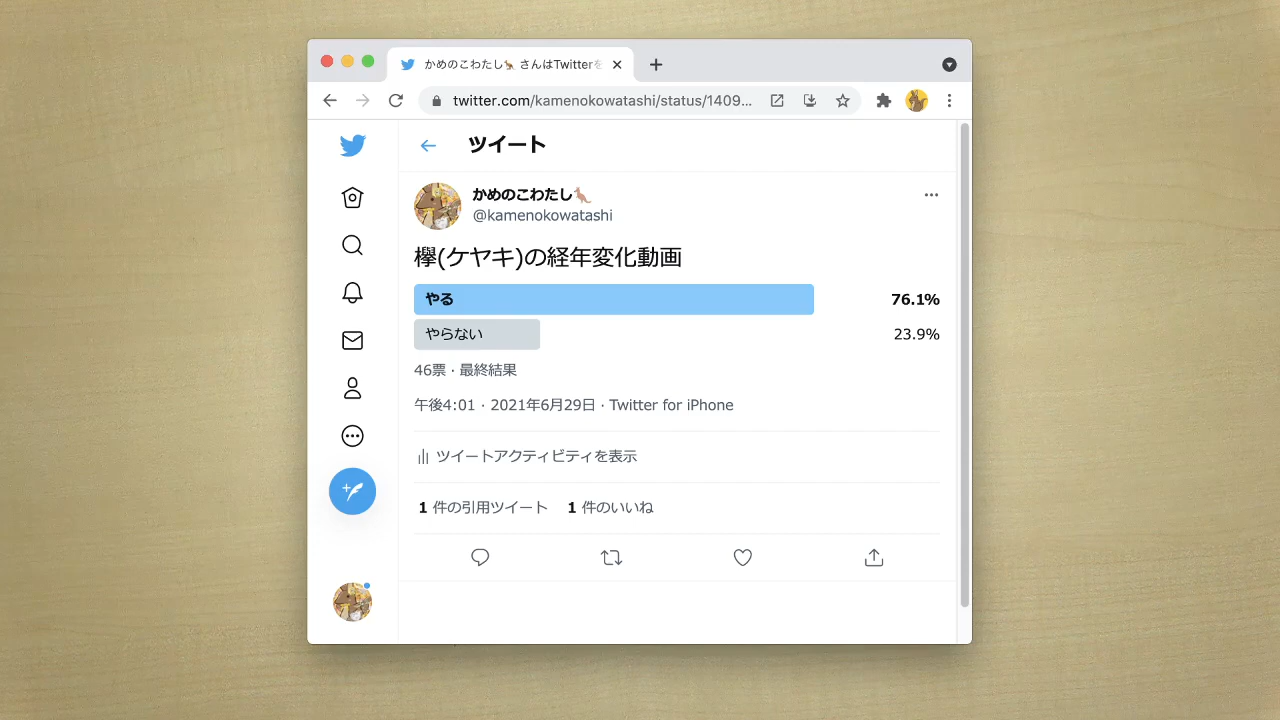 かめのこわたし🦘 さんはTwitterを
twitter.com/kamenokowatashi/status/1409...
ツイート
かめのこわたし🦘
@kamenokowatashi
欅(ケヤキ)の経年変化動画
やる 76.1%
やらない 23.9%
46票 · 最終結果
午後4:01 · 2021年6月29日 · Twitter for iPhone
ツイートアクティビティを表示
1 件の引用ツイート 1 件のいいね